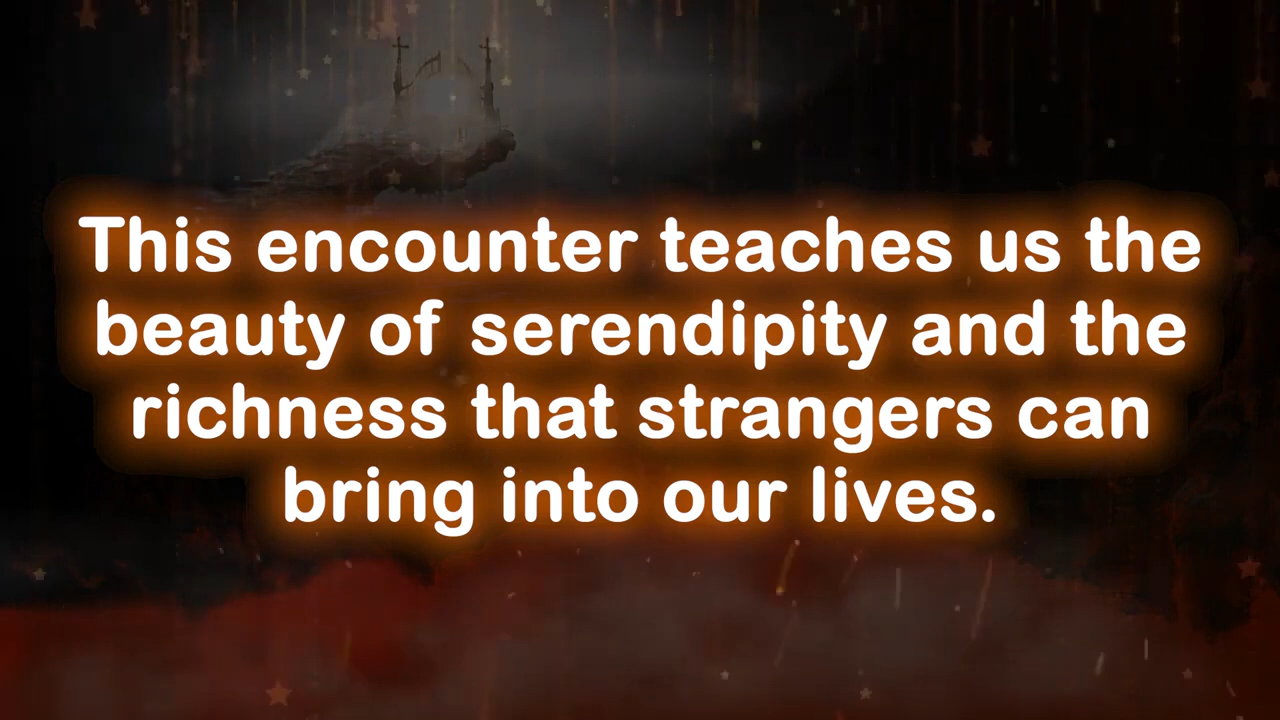 This encounter teaches us the
beauty of serendipity and the
richness that strangers can
bring into our lives.